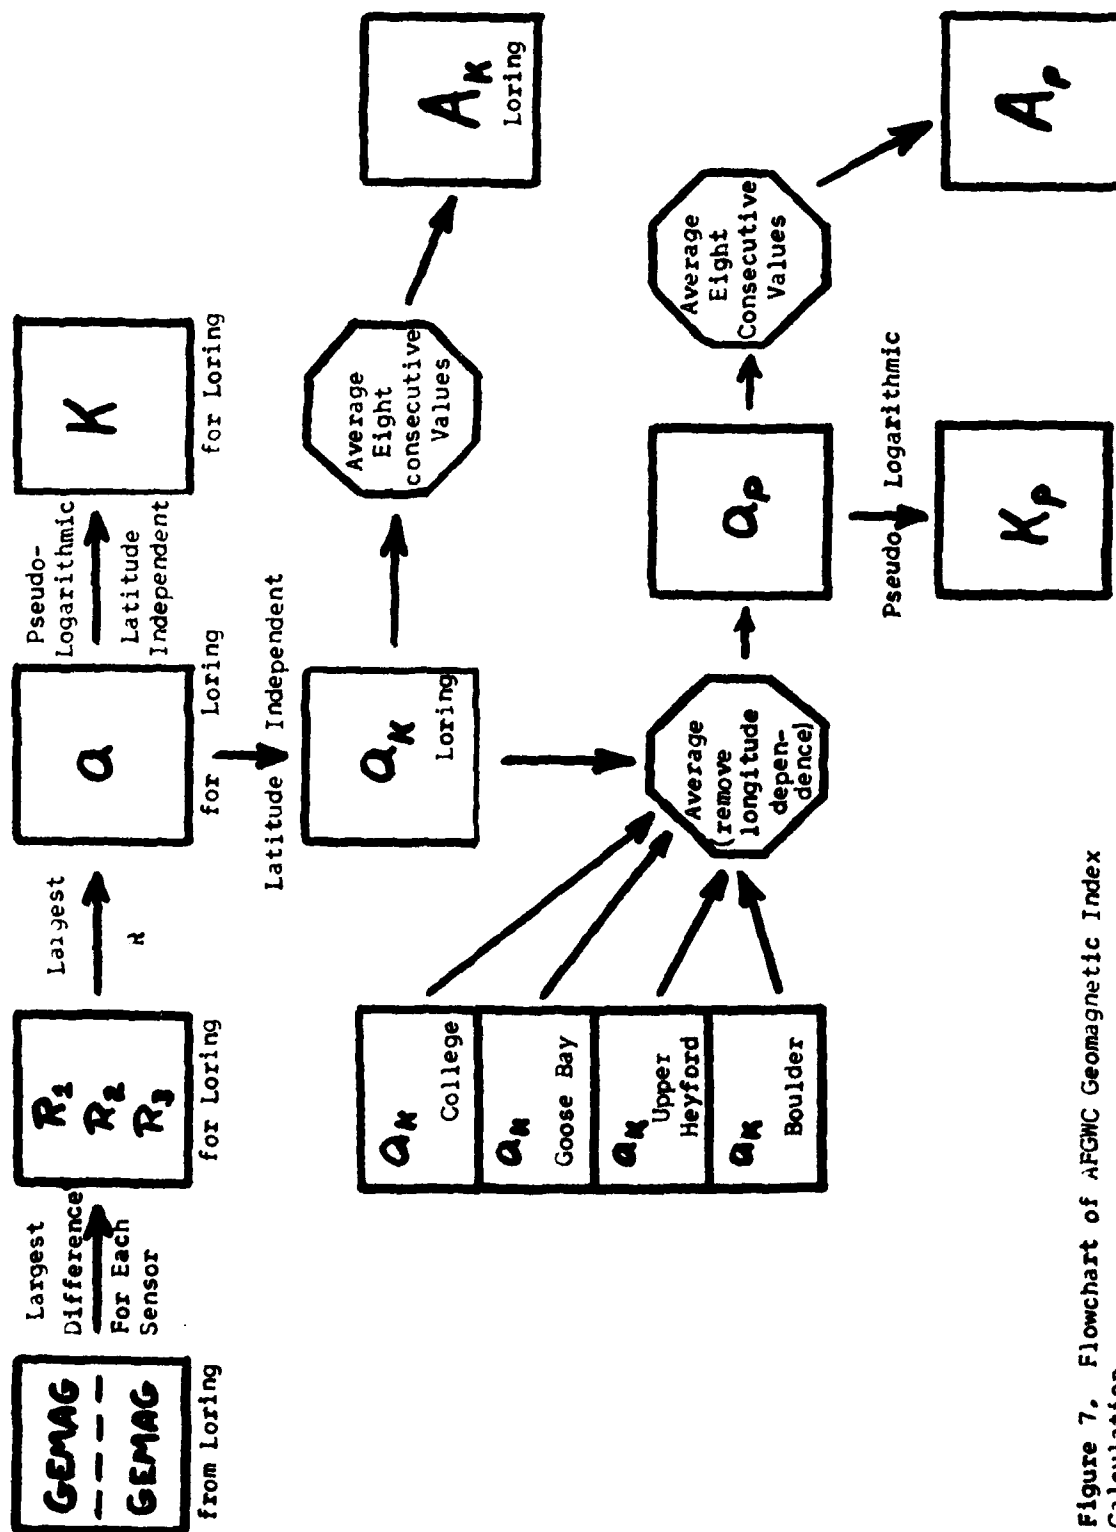 GEMAG
GEMAG
from Loring
Largest
Difference
For Each
Sensor
R1
R2
R3
for Loring
Largest
R
a
for Loring
Pseudo-
Logarithmic
Latitude
Independent
K
for Loring
Latitude Independent
aK
Loring
Average
Eight
consecutive
Values
AK
Loring
aK
College
aK
Goose Bay
aK
Upper
Heyford
aK
Boulder
Average
(remove
longitude
depen-
dence)
aP
Average
Eight
Consecutive
Values
AP
Pseudo Logarithmic
KP
Figure 7. Flowchart of AFGWC Geomagnetic Index
Calculation